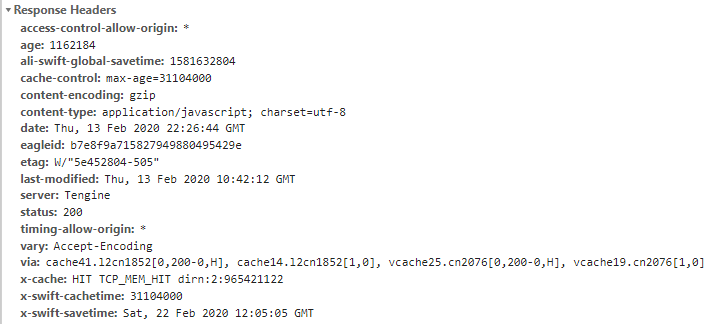 Response Headers
access-control-allow-origin: *
age: 1162184
ali-swift-global-savetime: 1581632804
cache-control: max-age=31104000
content-encoding: gzip
content-type: application/javascript; charset=utf-8
date: Thu, 13 Feb 2020 22:26:44 GMT
eagleid: b7e8f9a715827949880495429e
etag: W/"5e452804-505"
last-modified: Thu, 13 Feb 2020 10:42:12 GMT
server: Tengine
status: 200
timing-allow-origin: *
vary: Accept-Encoding
via: cache41.l2cn1852[0,200-0,H], cache14.l2cn1852[1,0], vcache25.cn2076[0,200-0,H], vcache19.cn2076[1,0]
x-cache: HIT TCP_MEM_HIT dirn:2:965421122
x-swift-cachetime: 31104000
x-swift-savetime: Sat, 22 Feb 2020 12:05:05 GMT